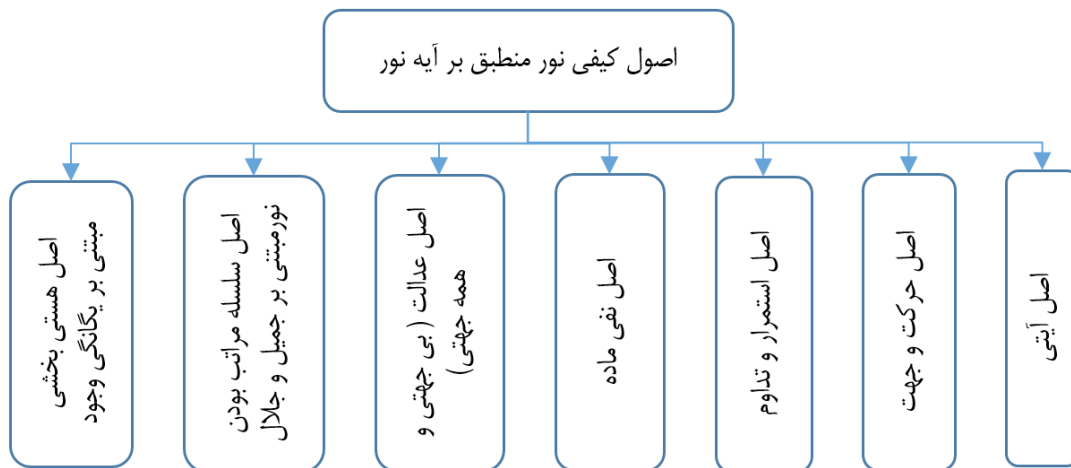 اصول کیفی نور منطبق بر آیه نور
اصل آیتی
اصل حرکت و جهت
اصل استمرار و تداوم
اصل نفی ماده
اصل عدالت ( بی جهتی و
همه جهتی)
اصل سلسله مراتب بودن
نورمبتنی بر جمیل و جلال
اصل هستی بخشی
مبتنی بر یگانگی وجود